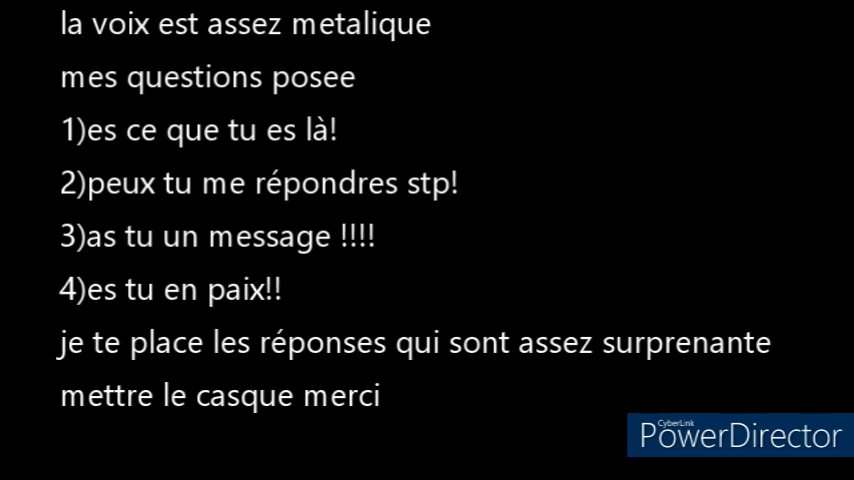 la voix est assez metalique
mes questions posee
1)es ce que tu es là!
2)peux tu me répondres stp!
3)as tu un message !!!!
4)es tu en paix!!
je te place les réponses qui sont assez surprenante
mettre le casque merci
CyberLink
PowerDirector